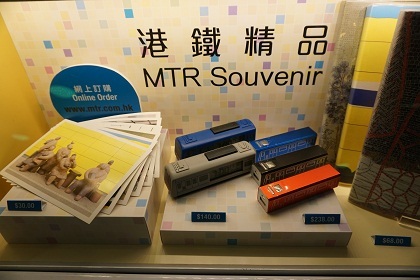 港鐵精品
MTR Souvenir
網上訂購
Online Order
www.mtr.com.hk
$30.00
$140.00
$239.00
$68.00